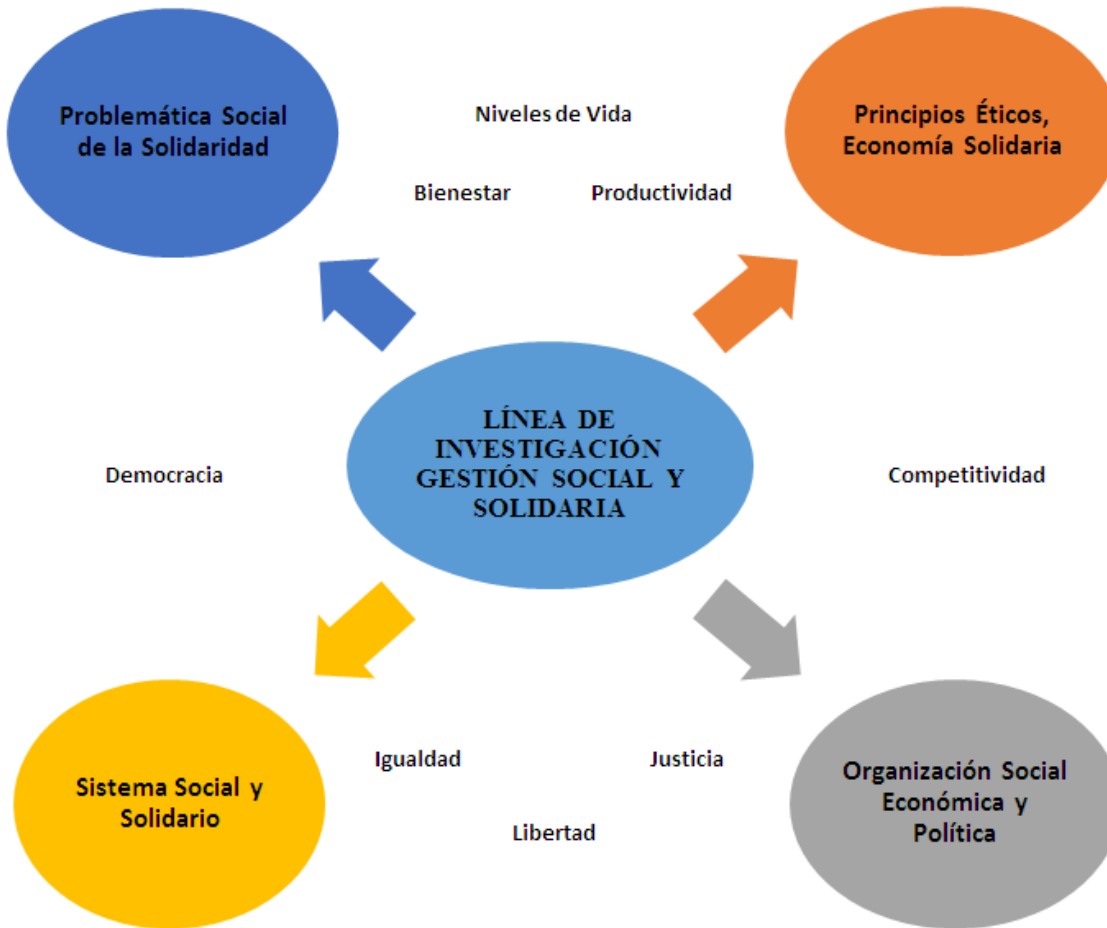 Problemática Social
de la Solidaridad
Niveles de Vida
Principios Éticos,
Economía Solidaria
Bienestar
Productividad
LÍNEA DE
INVESTIGACIÓN
GESTIÓN SOCIAL Y
SOLIDARIA
Democracia
Competitividad
Igualdad
Justicia
Sistema Social y
Solidario
Organización Social
Económica y
Política
Libertad